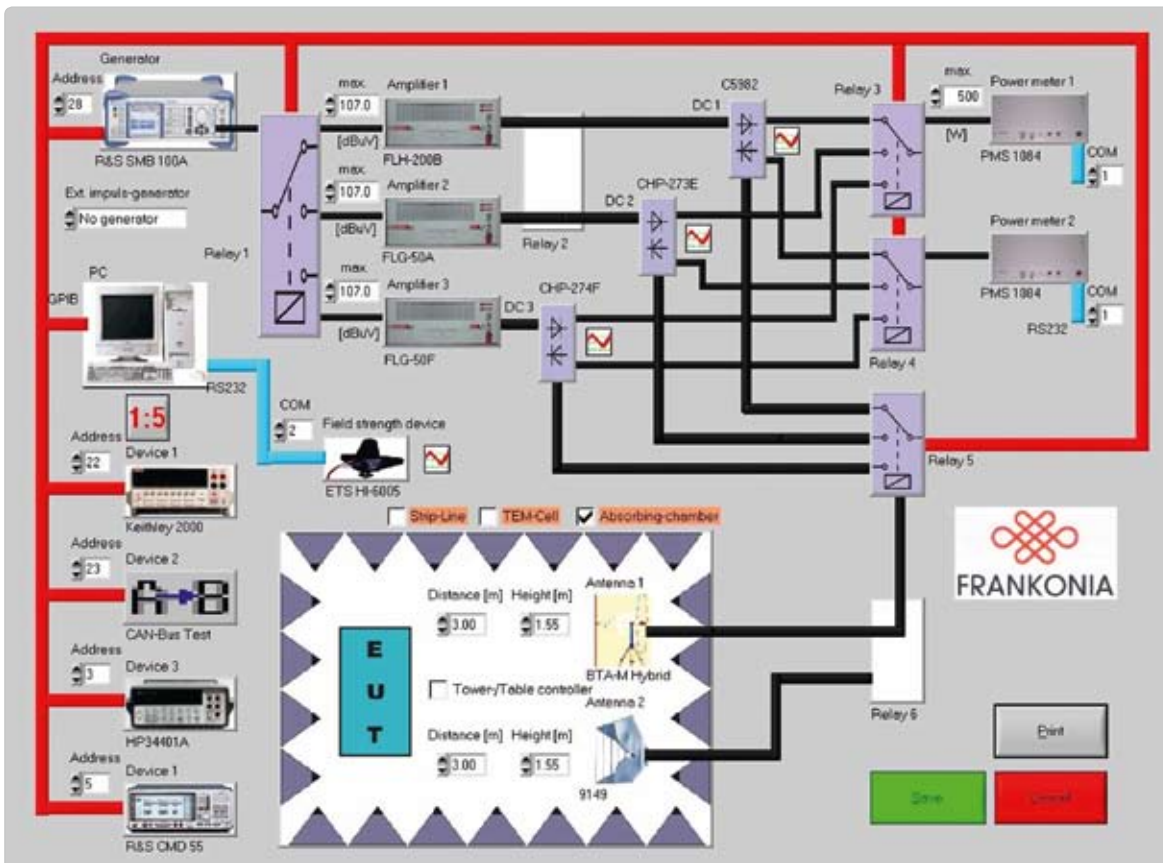 Generator
Address
28
R&S SMB 100A
Ext. impuls-generator
No generator
Relay 1
max.
107.0
[dBuV]
Amplifier 1
FLH-200B
max.
107.0
[dBuV]
Amplifier 2
FLG-50A
max.
107.0
[dBuV]
Amplifier 3
FLG-50F
Relay 2
C5982
DC 1
CHP-273E
DC 2
CHP-274F
DC 3
Relay 3
max.
500
[W]
Power meter 1
PMS 1084
COM
1
Power meter 2
PMS 1084
COM
1
RS232
Relay 4
Relay 5
PC
GPIB
RS232
1:5
COM
2
Field strength device
ETS HI-6005
Address
22
Device 1
Keithley 2000
Address
23
Device 2
A B
CAN-Bus Test
Address
3
Device 3
HP34401A
Address
5
Device 1
R&S CMD 55
Strip-Line
TEM-Cell
Absorbing-chamber
EUT
Distance [m]
3.00
Height [m]
1.55
Antenna 1
BTA-M Hybrid
Tower-/Table controller
Antenna 2
Distance [m]
3.00
Height [m]
1.55
9149
FRANKONIA
Relay 6
Print
Save
Cancel